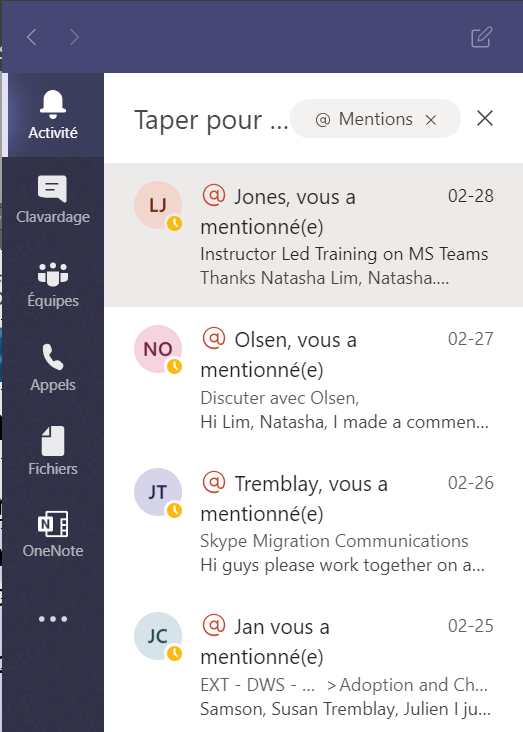 Taper pour ...
@ Mentions ×
Activité
Clavardage
Équipes
Appels
Fichiers
OneNote
LJ
@ Jones, vous a 02-28
mentionné(e)
Instructor Led Training on MS Teams
Thanks Natasha Lim, Natasha....
NO
@ Olsen, vous a 02-27
mentionné(e)
Discuter avec Olsen,
Hi Lim, Natasha, I made a commen...
JT
@ Tremblay, vous a 02-26
mentionné(e)
Skype Migration Communications
Hi guys please work together on a...
JC
@ Jan vous a 02-25
mentionné(e)
EXT - DWS - ... >Adoption and Ch...
Samson, Susan Tremblay, Julien I ju...